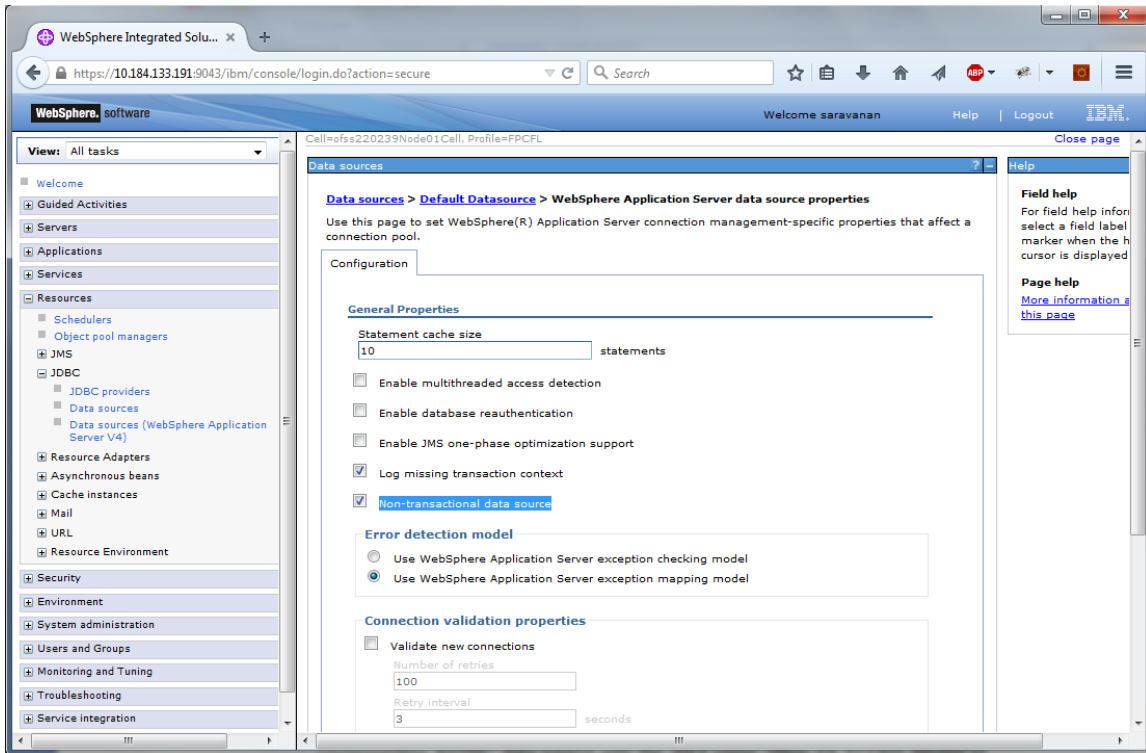 WebSphere Integrated Solu...
https://10.184.133.191:9043/ibm/console/login.do?action=secure
Search
ABP
WebSphere. software
Welcome saravanan
Help | Logout
IBM.
Cell=ofss220239Node01Cell, Profile=FPCFL
Close page
View: All tasks
Welcome
Guided Activities
Servers
Applications
Services
Resources
Schedulers
Object pool managers
JMS
JDBC
JDBC providers
Data sources
Data sources (WebSphere Application
Server V4)
Resource Adapters
Asynchronous beans
Cache instances
Mail
URL
Resource Environment
Security
Environment
System administration
Users and Groups
Monitoring and Tuning
Troubleshooting
Service integration
Data sources
? -
Data sources > Default Datasource > WebSphere Application Server data source properties
Use this page to set WebSphere(R) Application Server connection management-specific properties that affect a
connection pool.
Configuration
General Properties
Statement cache size
10 statements
Enable multithreaded access detection
Enable database reauthentication
Enable JMS one-phase optimization support
Log missing transaction context
Non-transactional data source
Error detection model
Use WebSphere Application Server exception checking model
Use WebSphere Application Server exception mapping model
Connection validation properties
Validate new connections
Number of retries
100
Retry interval
3 seconds
Help
Field help
For field help infor
select a field label
marker when the h
cursor is displayed
Page help
More information a
this page